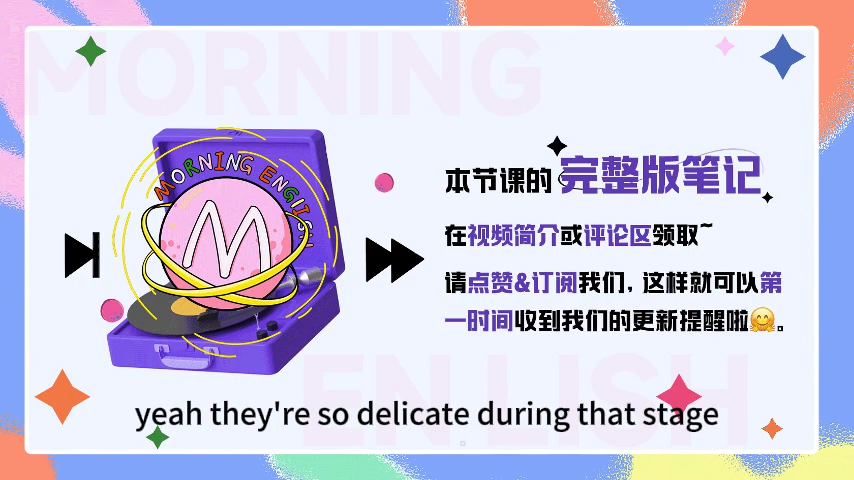 MORNING
MORNING ENGLISH
M
本节课的 完整版笔记
在视频简介或评论区领取~
请点赞&订阅我们，这样就可以第
一时间收到我们的更新提醒啦🤗。
EN LISH
yeah they're so delicate during that stage